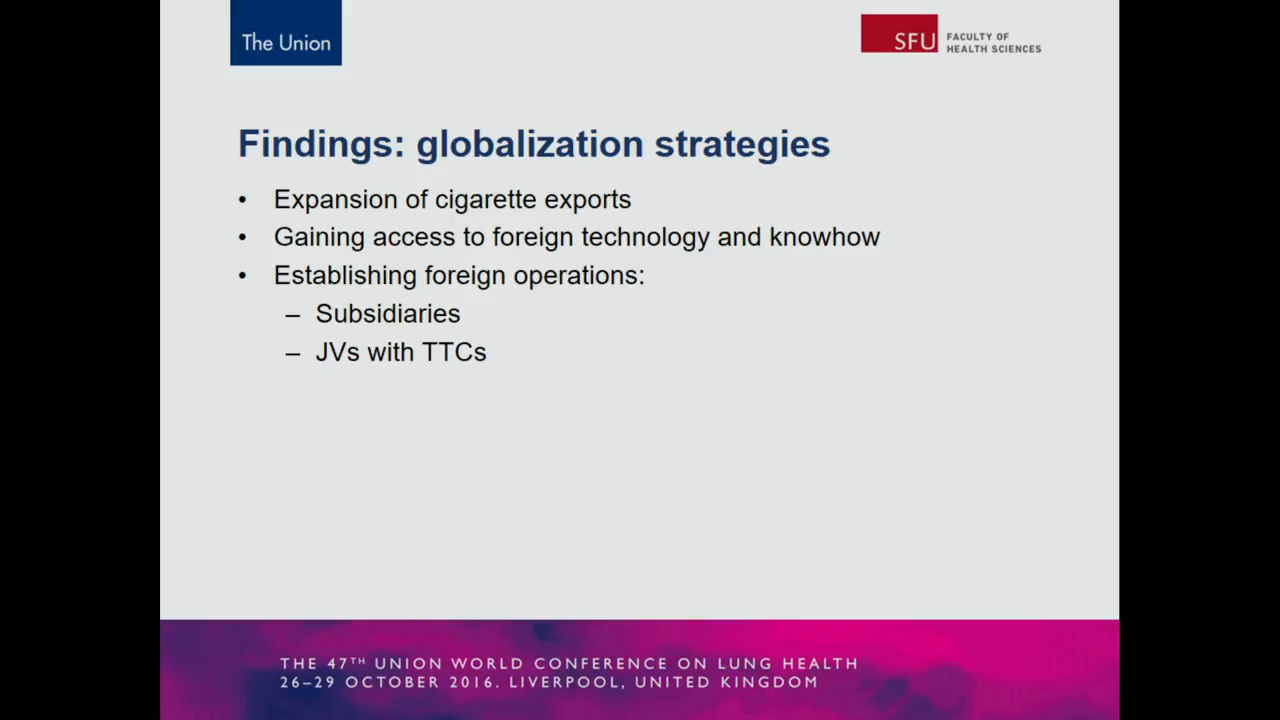 The Union
SFU
FACULTY OF
HEALTH SCIENCES
Findings: globalization strategies
• Expansion of cigarette exports
• Gaining access to foreign technology and knowhow
• Establishing foreign operations:
– Subsidiaries
– JVs with TTCs
THE 47TH UNION WORLD CONFERENCE ON LUNG HEALTH
26–29 OCTOBER 2016. LIVERPOOL, UNITED KINGDOM